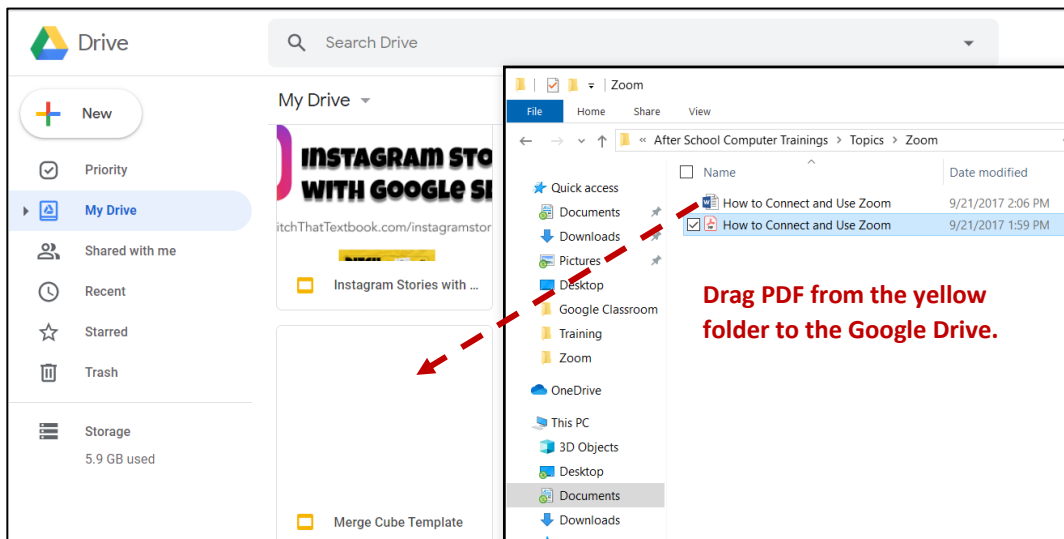 Drive
Search Drive
New
Priority
My Drive
Shared with me
Recent
Starred
Trash
Storage
5.9 GB used
My Drive
INSTAGRAM STO
WITH GOOGLE SL
itchThatTextbook.com/instagramstor
Instagram Stories with ...
Merge Cube Template
Zoom
File Home Share View
« After School Computer Trainings > Topics > Zoom
Name Date modified
How to Connect and Use Zoom 9/21/2017 2:06 PM
How to Connect and Use Zoom 9/21/2017 1:59 PM
Quick access
Documents
Downloads
Pictures
Desktop
Google Classroom
Training
Zoom
OneDrive
This PC
3D Objects
Desktop
Documents
Downloads
Drag PDF from the yellow
folder to the Google Drive.